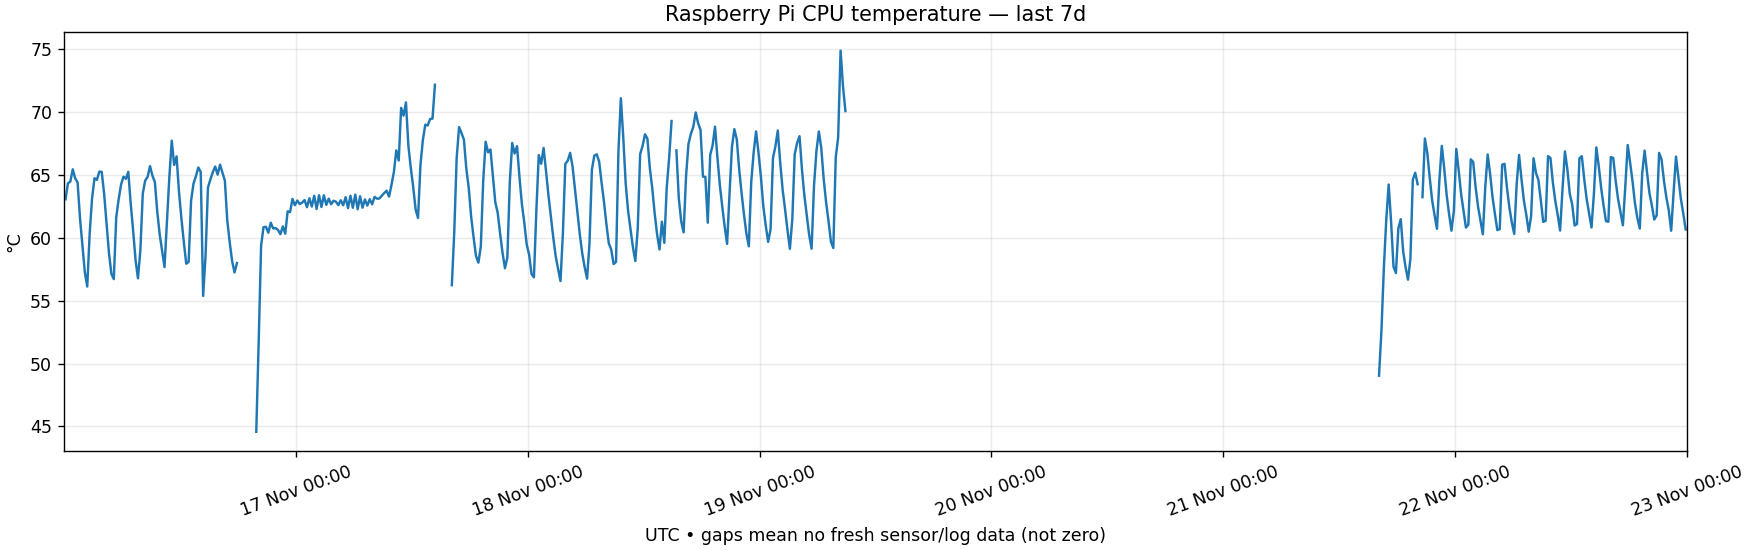 Raspberry Pi CPU temperature — last 7d
75
70
65
60
55
50
45
°C
17 Nov 00:00
18 Nov 00:00
19 Nov 00:00
20 Nov 00:00
21 Nov 00:00
22 Nov 00:00
23 Nov 00:00
UTC • gaps mean no fresh sensor/log data (not zero)